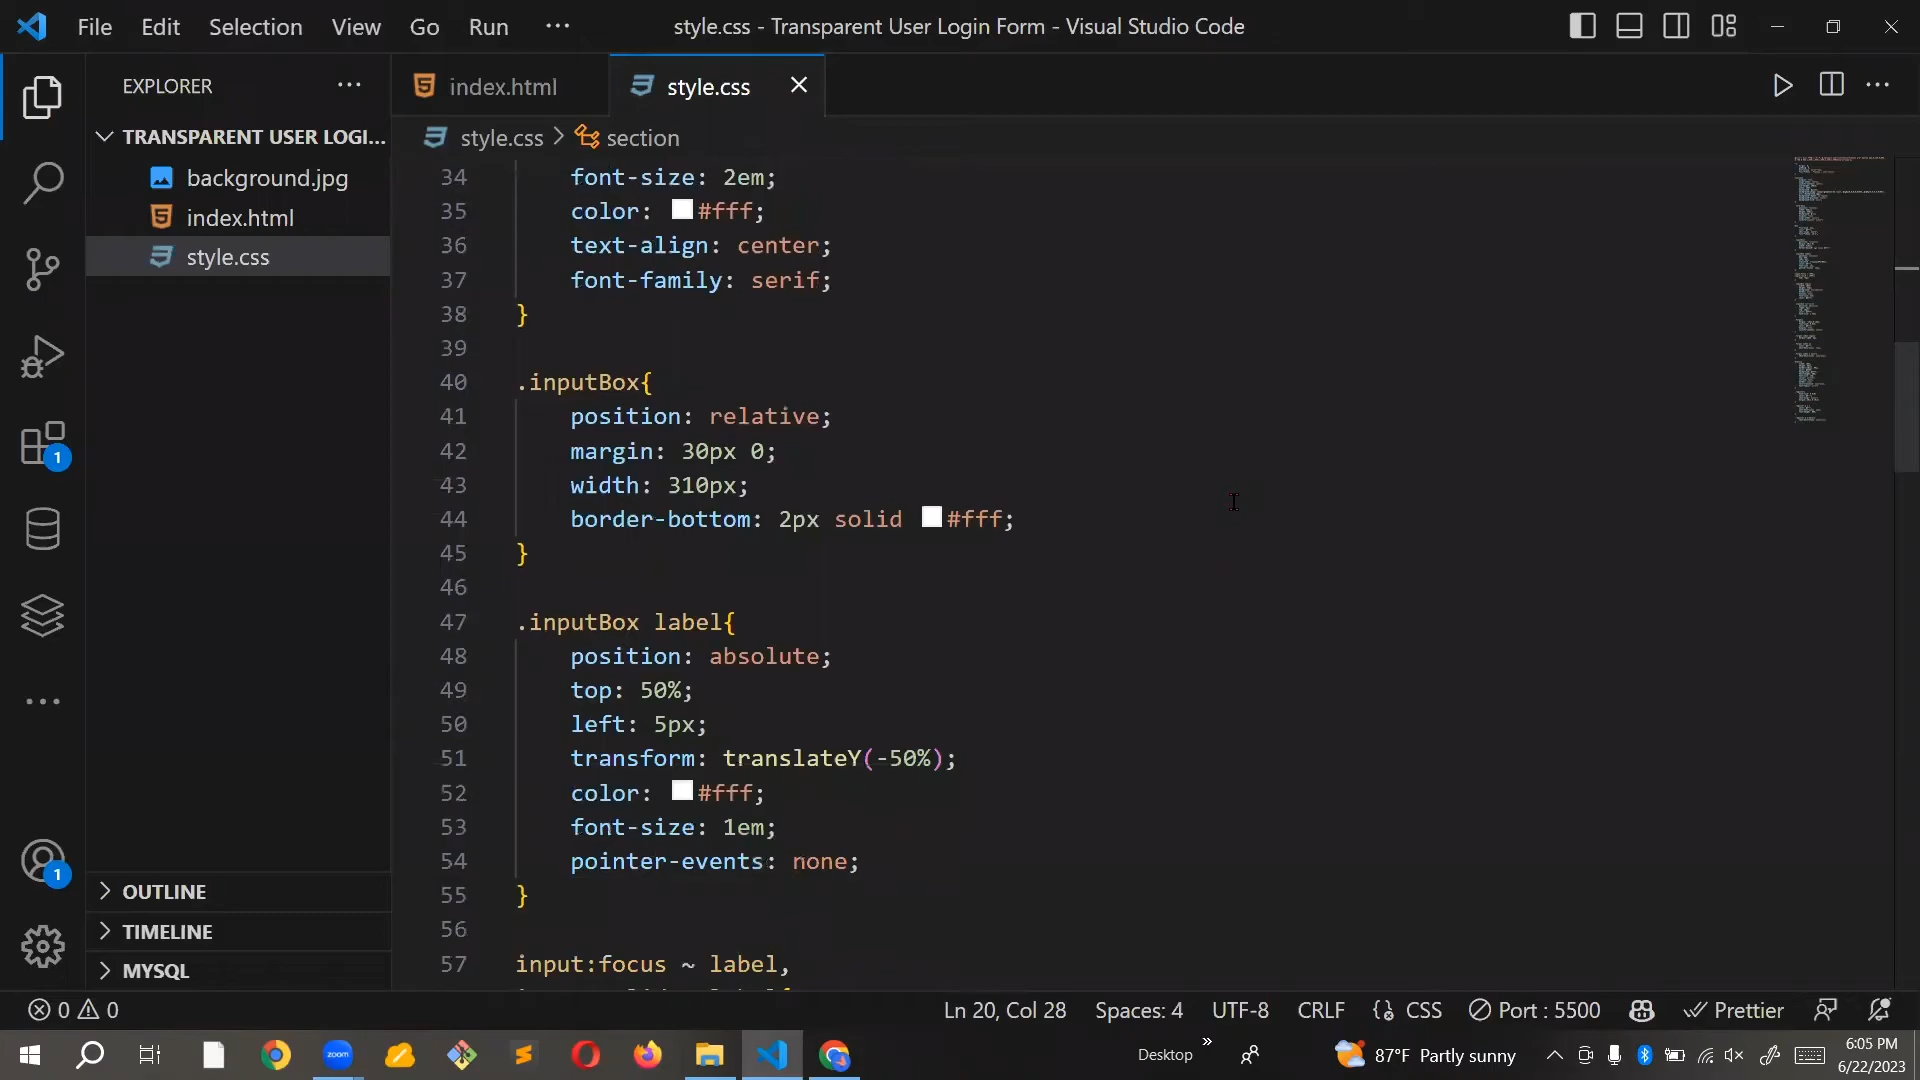 File Edit Selection View Go Run ··· style.css - Transparent User Login Form - Visual Studio Code
EXPLORER ···
index.html style.css
TRANSPARENT USER LOGI...
style.css > section
background.jpg
index.html
style.css
34 font-size: 2em;
35 color: #fff;
36 text-align: center;
37 font-family: serif;
38 }
39
40 .inputBox{
41 position: relative;
42 margin: 30px 0;
43 width: 310px;
44 border-bottom: 2px solid #fff;
45 }
46
47 .inputBox label{
48 position: absolute;
49 top: 50%;
50 left: 5px;
51 transform: translateY(-50%);
52 color: #fff;
53 font-size: 1em;
54 pointer-events: none;
55 }
56
57 input:focus ~ label,
1
1
OUTLINE
TIMELINE
MYSQL
0 0 Ln 20, Col 28 Spaces: 4 UTF-8 CRLF CSS Port : 5500 Prettier
zoom Desktop 87°F Partly sunny 6:05 PM
6/22/2023